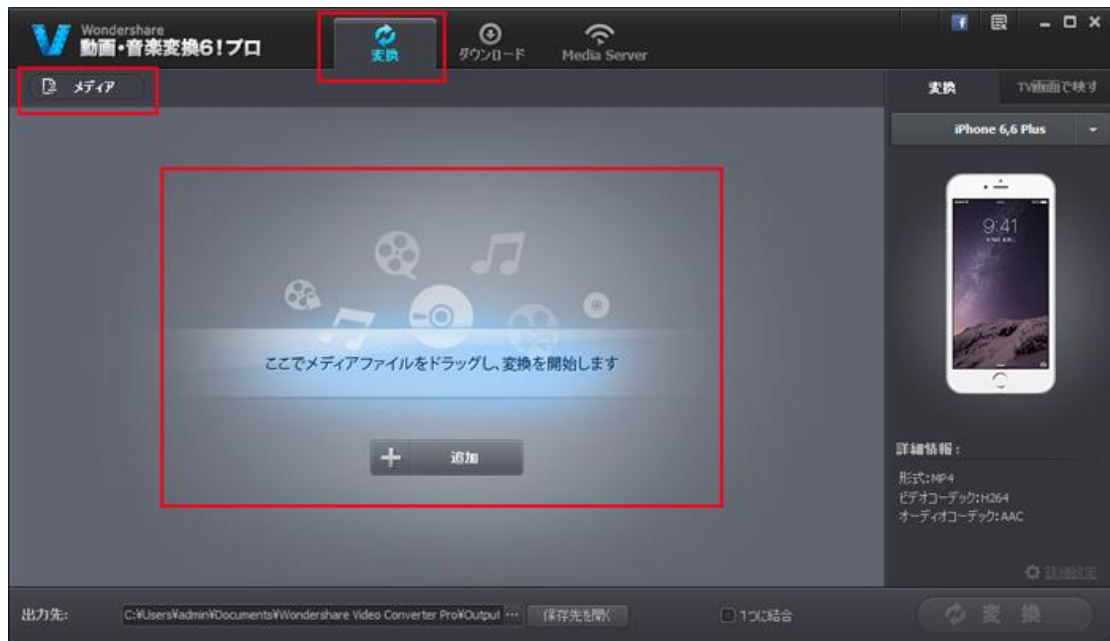 Wondershare
動画・音楽変換6!プロ
変換
ダウンロード
Media Server
メディア
変換
TV画面で映す
iPhone 6,6 Plus
9:41
ここでメディアファイルをドラッグし、変換を開始します
追加
詳細情報:
形式:MP4
ビデオコーデック:H264
オーディオコーデック:AAC
詳細設定
出力先:
C:¥Users¥admin¥Documents¥Wondershare Video Converter Pro¥Output ...
保存先を開く
1つに結合
変換